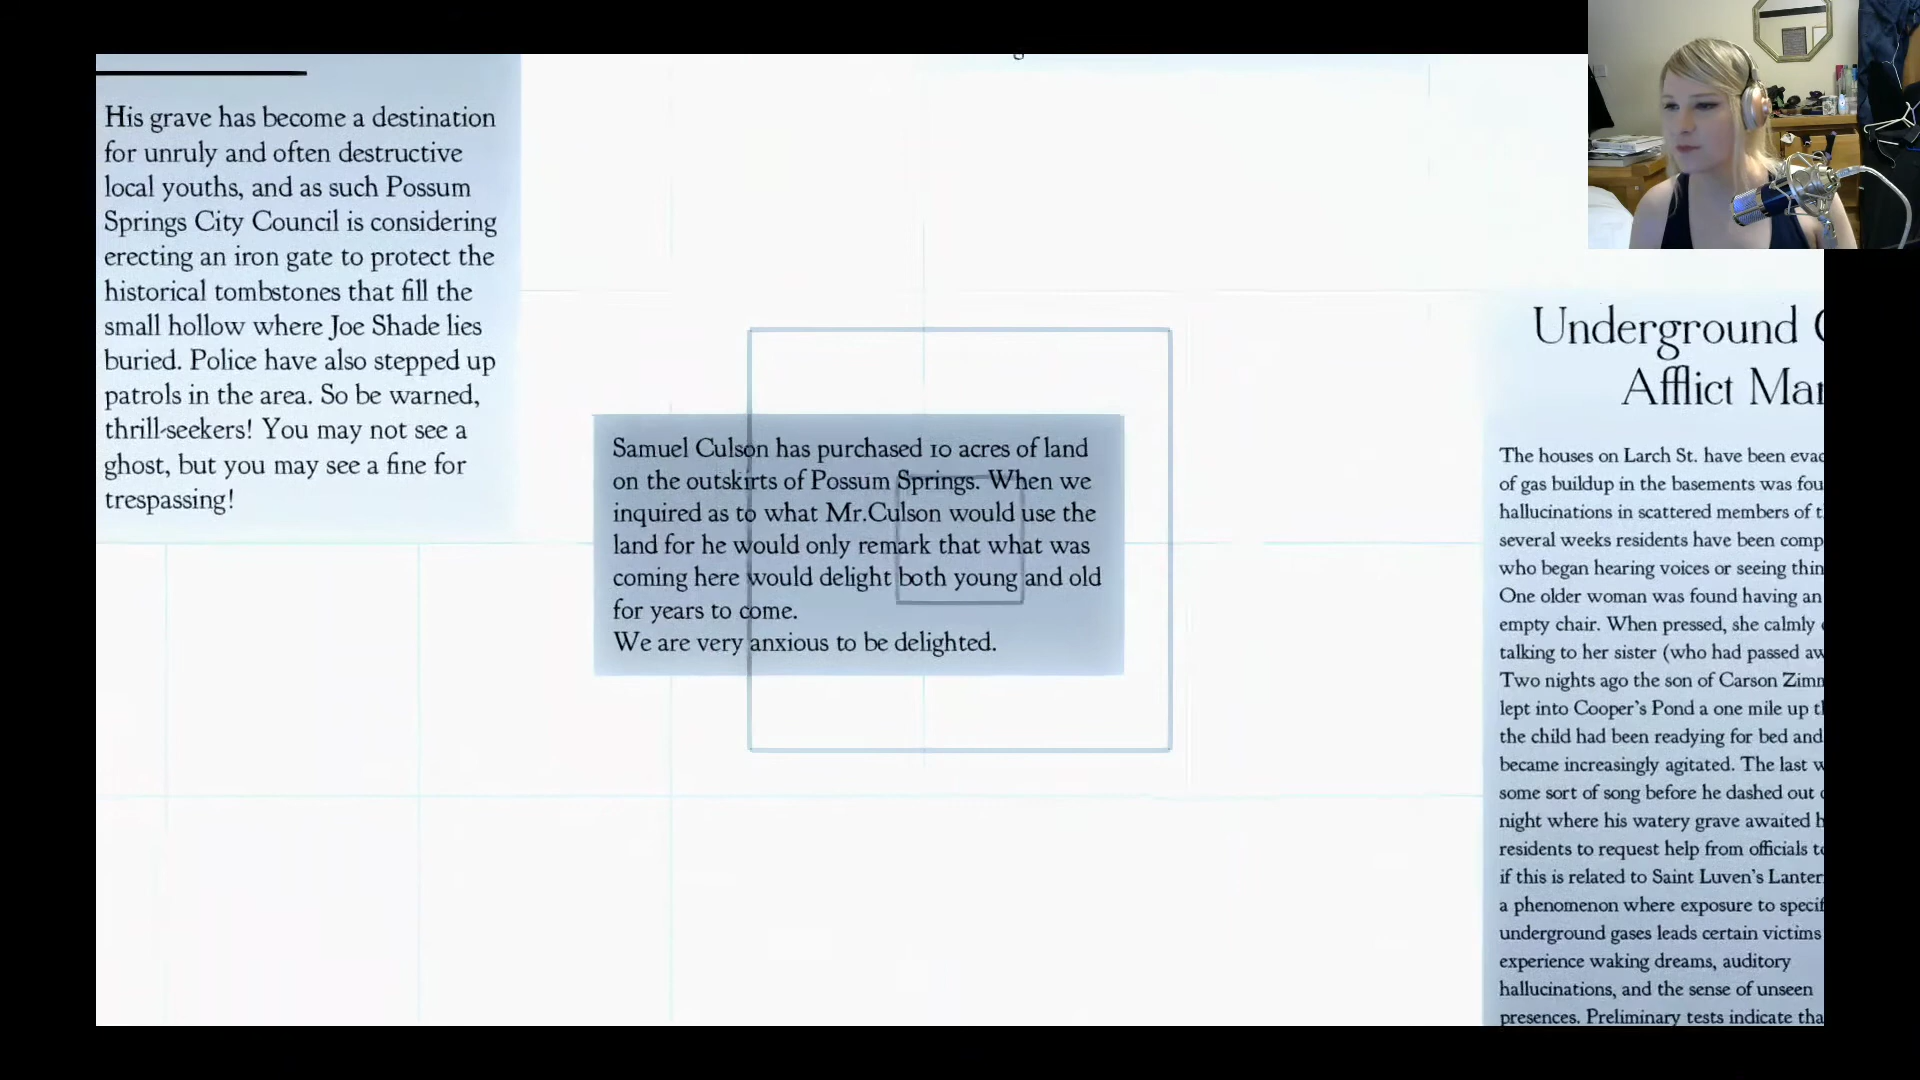 His grave has become a destination
for unruly and often destructive
local youths, and as such Possum
Springs City Council is considering
erecting an iron gate to protect the
historical tombstones that fill the
small hollow where Joe Shade lies
buried. Police have also stepped up
patrols in the area. So be warned,
thrill-seekers! You may not see a
ghost, but you may see a fine for
trespassing!
Samuel Culson has purchased 10 acres of land
on the outskirts of Possum Springs. When we
inquired as to what Mr.Culson would use the
land for he would only remark that what was
coming here would delight both young and old
for years to come.
We are very anxious to be delighted.
Underground
Afflict
The houses on Larch St. have been
of gas buildup in the basements was
hallucinations in scattered members of
several weeks residents have been
who began hearing voices or seeing
One older woman was found having an
empty chair. When pressed, she calmly
talking to her sister (who had passed
Two nights ago the son of Carson
lept into Cooper's Pond a one mile up
the child had been readying for bed and
became increasingly agitated. The last
some sort of song before he dashed out
night where his watery grave awaited
residents to request help from officials
if this is related to Saint Luven's
a phenomenon where exposure to
underground gases leads certain victims
experience waking dreams, auditory
hallucinations, and the sense of unseen
presences. Preliminary tests indicate